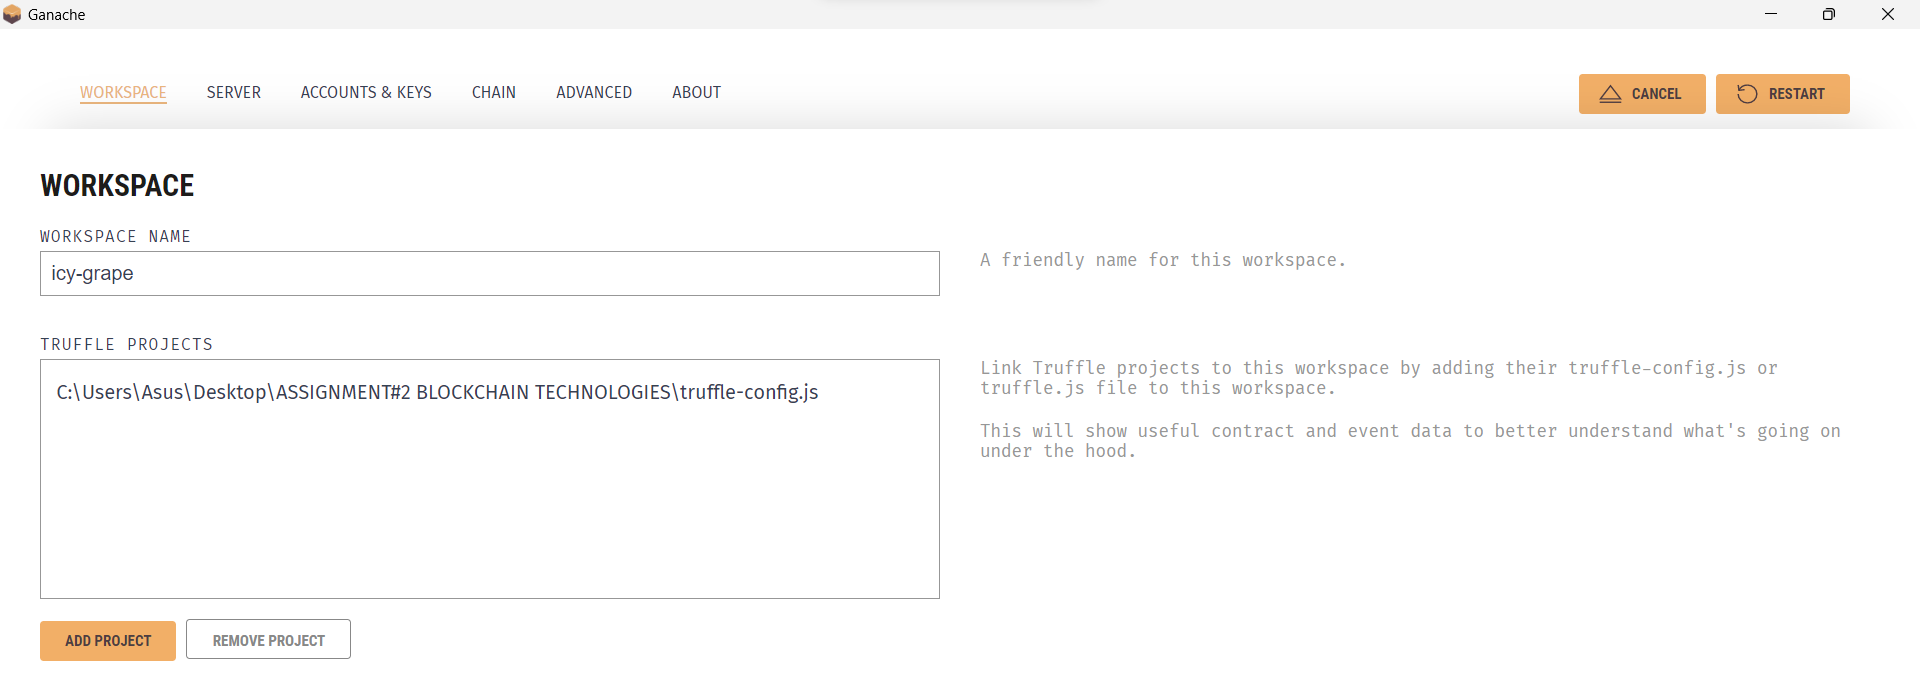 Ganache
WORKSPACE SERVER ACCOUNTS & KEYS CHAIN ADVANCED ABOUT CANCEL RESTART
WORKSPACE
WORKSPACE NAME
icy-grape
A friendly name for this workspace.
TRUFFLE PROJECTS
C:\Users\Asus\Desktop\ASSIGNMENT#2 BLOCKCHAIN TECHNOLOGIES\truffle-config.js
Link Truffle projects to this workspace by adding their truffle-config.js or
truffle.js file to this workspace.
This will show useful contract and event data to better understand what's going on
under the hood.
ADD PROJECT REMOVE PROJECT